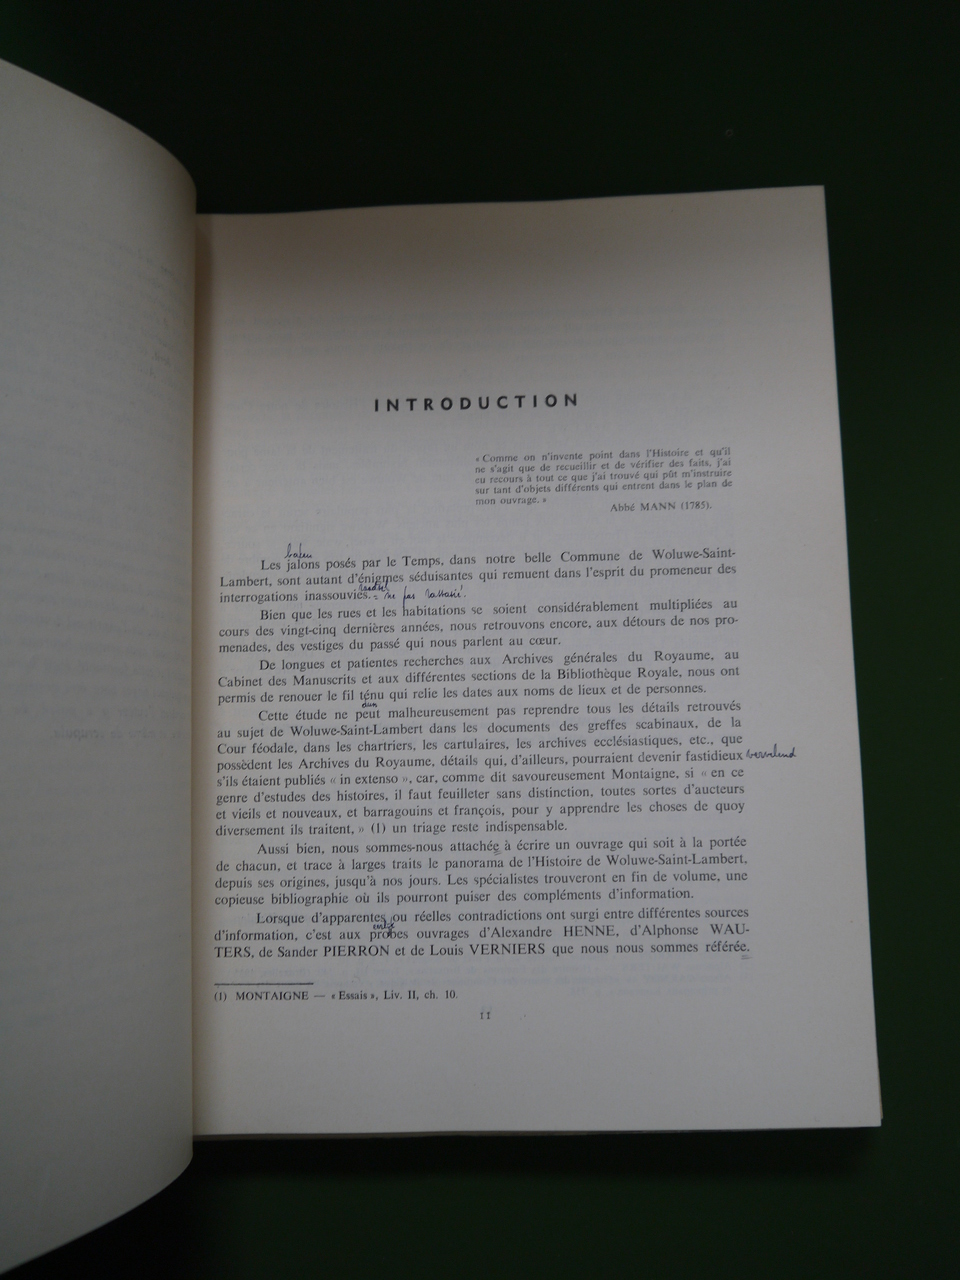 INTRODUCTION
« Comme on n'invente point dans l'Histoire et qu'il
ne s'agit que de recueillir et de vérifier des faits, j'ai
eu recours à tout ce que j'ai trouvé qui pût m'instruire
sur tant d'objets différents qui entrent dans le plan de
mon ouvrage. »
Abbé MANN (1785).
Les jalons posés par le Temps, dans notre belle Commune de Woluwe-Saint-
Lambert, sont autant d'énigmes séduisantes qui remuent dans l'esprit du promeneur des
interrogations inassouvies. = ne pas rassasié!
Bien que les rues et les habitations se soient considérablement multipliées au
cours des vingt-cinq dernières années, nous retrouvons encore, aux détours de nos pro-
menades, des vestiges du passé qui nous parlent au cœur.
De longues et patientes recherches aux Archives générales du Royaume, au
Cabinet des Manuscrits et aux différentes sections de la Bibliothèque Royale, nous ont
permis de renouer le fil ténu qui relie les dates aux noms de lieux et de personnes.
dun
Cette étude ne peut malheureusement pas reprendre tous les détails retrouvés
au sujet de Woluwe-Saint-Lambert dans les documents des greffes scabinaux, de la
Cour féodale, dans les chartriers, les cartulaires, les archives ecclésiastiques, etc., que
possèdent les Archives du Royaume, détails qui, d'ailleurs, pourraient devenir fastidieux vervelend
s'ils étaient publiés « in extenso », car, comme dit savoureusement Montaigne, si « en ce
genre d'estudes des histoires, il faut feuilleter sans distinction, toutes sortes d'aucteurs
et vieils et nouveaux, et barragouins et françois, pour y apprendre les choses de quoy
diversement ils traitent, » (1) un triage reste indispensable.
Aussi bien, nous sommes-nous attachée à écrire un ouvrage qui soit à la portée
de chacun, et trace à larges traits le panorama de l'Histoire de Woluwe-Saint-Lambert,
depuis ses origines, jusqu'à nos jours. Les spécialistes trouveront en fin de volume, une
copieuse bibliographie où ils pourront puiser des compléments d'information.
Lorsque d'apparentes ou réelles contradictions ont surgi entre différentes sources
d'information, c'est aux probes ouvrages d'Alexandre HENNE, d'Alphonse WAU-
TERS, de Sander PIERRON et de Louis VERNIERS que nous nous sommes référée.
(1) MONTAIGNE — « Essais », Liv. II, ch. 10.
11